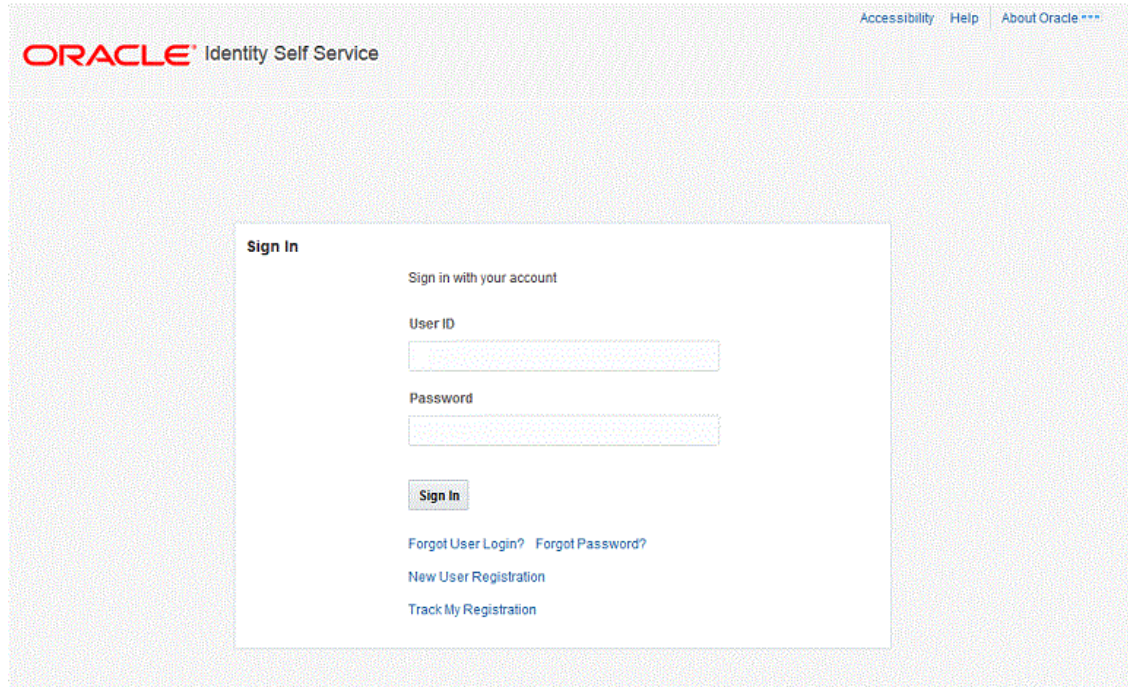 Accessibility Help About Oracle
ORACLE® Identity Self Service
Sign In
Sign in with your account
User ID
Password
Sign In
Forgot User Login? Forgot Password?
New User Registration
Track My Registration